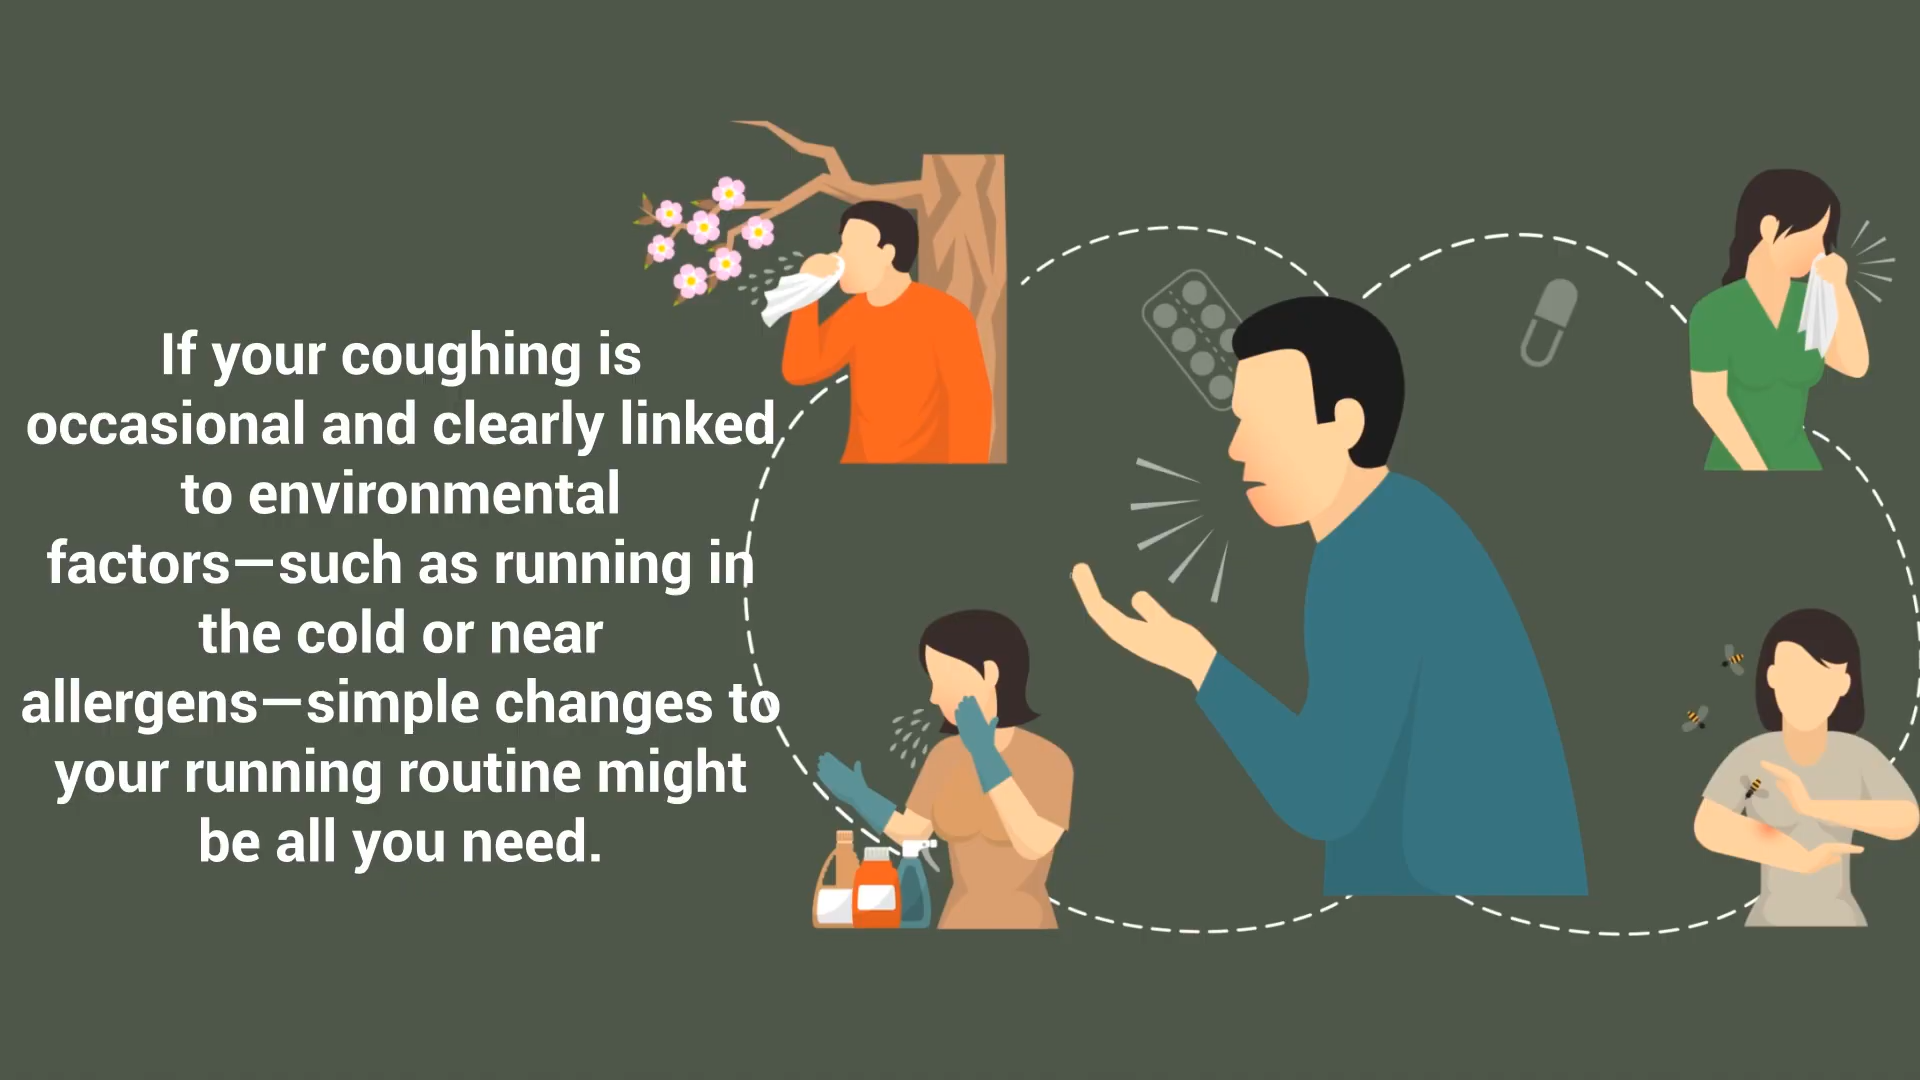 If your coughing is
occasional and clearly linked
to environmental
factors—such as running in
the cold or near
allergens—simple changes to
your running routine might
be all you need.